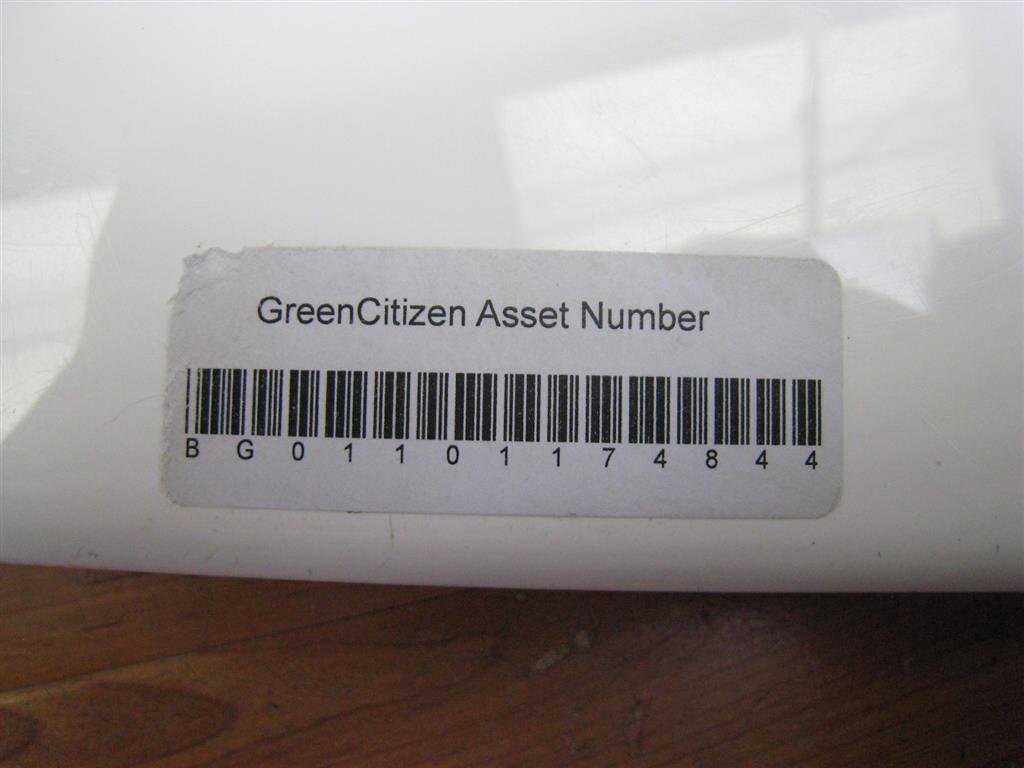 GreenCitizen Asset Number
B G 0 1 1 0 1 1 7 4 8 4 4